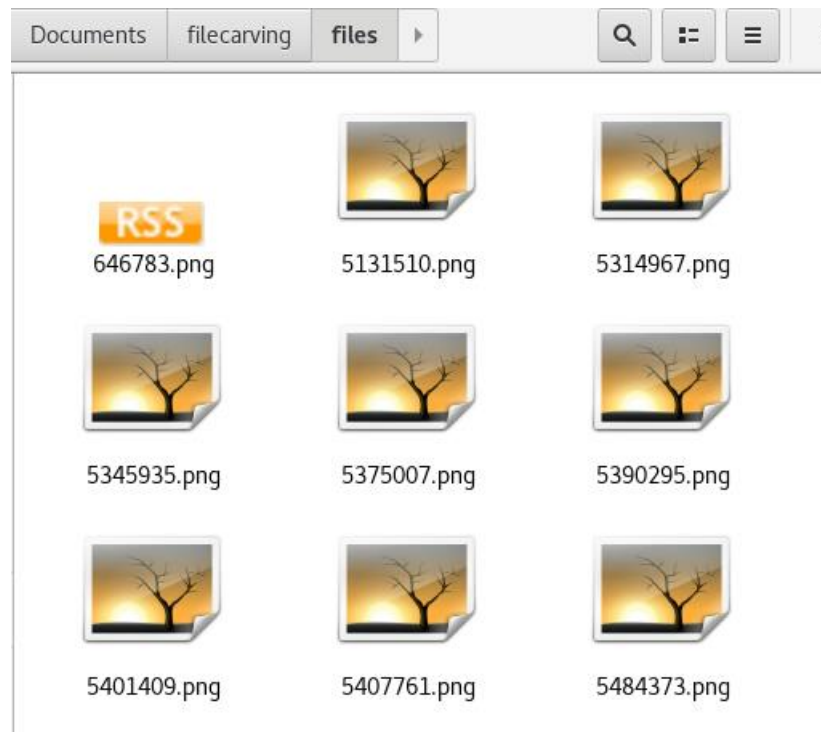 Documents filecarving files
RSS
646783.png 5131510.png 5314967.png
5345935.png 5375007.png 5390295.png
5401409.png 5407761.png 5484373.png